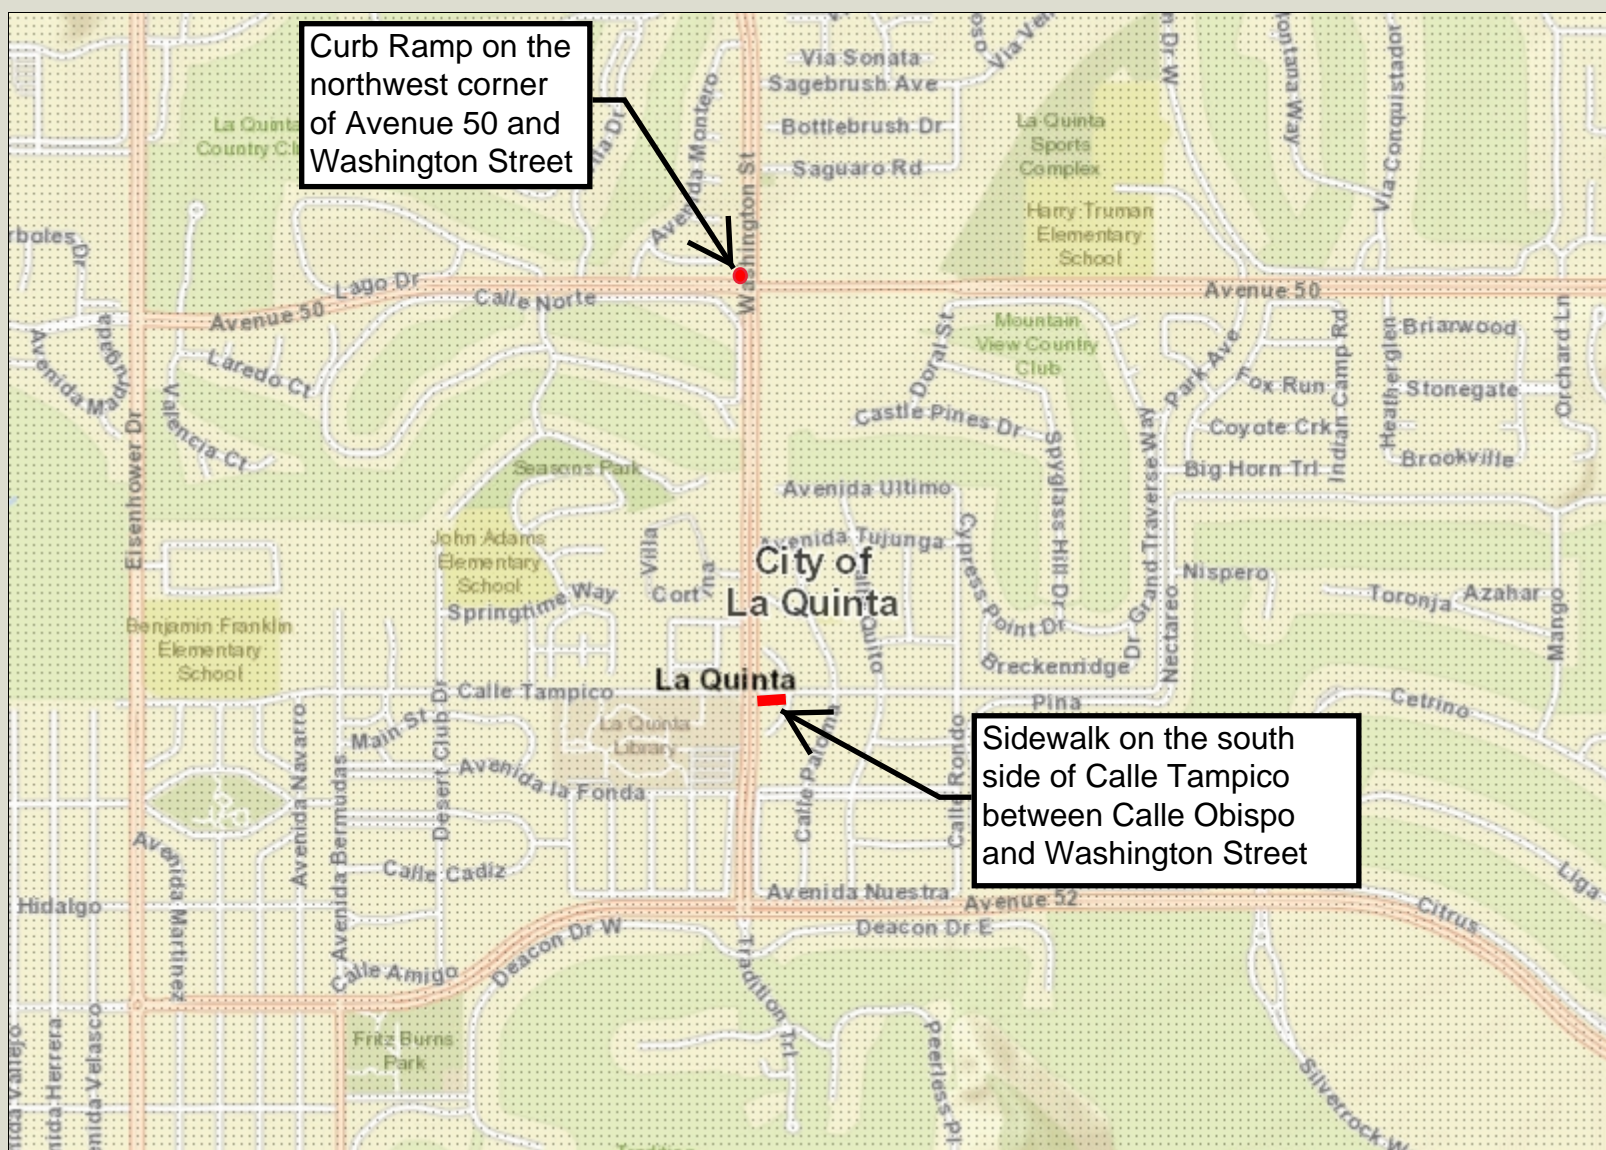 Curb Ramp on the
northwest corner
of Avenue 50 and
Washington Street
Via Sonata
Sagebrush Ave
Bottlebrush Dr
Saguaro Rd
Avenida Montero
Washington St
La Quinta
Sports
Complex
Harry Truman
Elementary
School
Montana Way
Via Conquistador
La Quinta
Lago Dr
Calle Norte
Avenue 50
Avenue 50
Laredo Ct
Valencia Ct
Eisenhower Dr
Mountain
View Country
Club
Doral St
Castle Pines Dr
Park Ave
Fox Run
Coyote Crk
Big Horn Trl
Indian Camp Rd
Heatherglen
Briarwood
Stonegate
Brookville
Orchard Ln
Seasons Park
John Adams
Elementary
School
Springtime Way
Villa
Avenida Ultimo
Avenida Tujunga
Cypress Point Dr
Spyglass Hill Dr
Grand Traverse Way
City of
La Quinta
Nispero
Nectareo
Toronja
Azahar
Mango
Benjamin Franklin
Elementary
School
Breckenridge Dr
La Quinta
Calle Tampico
Pina
Cetrino
Main St
Desert Club Dr
La Quinta
Library
Avenida la Fonda
Avenida Navarro
Avenida Bermudas
Calle Paloma
Calle Rondo
Sidewalk on the south
side of Calle Tampico
between Calle Obispo
and Washington Street
Calle Cadiz
Avenida Martinez
Hidalgo
Avenida Nuestra
Avenue 52
Deacon Dr W
Deacon Dr E
Citrus
Liga
Calle Amigo
Tradition Trl
Fritz Burns
Park
Peerless Pl
Silverrock W